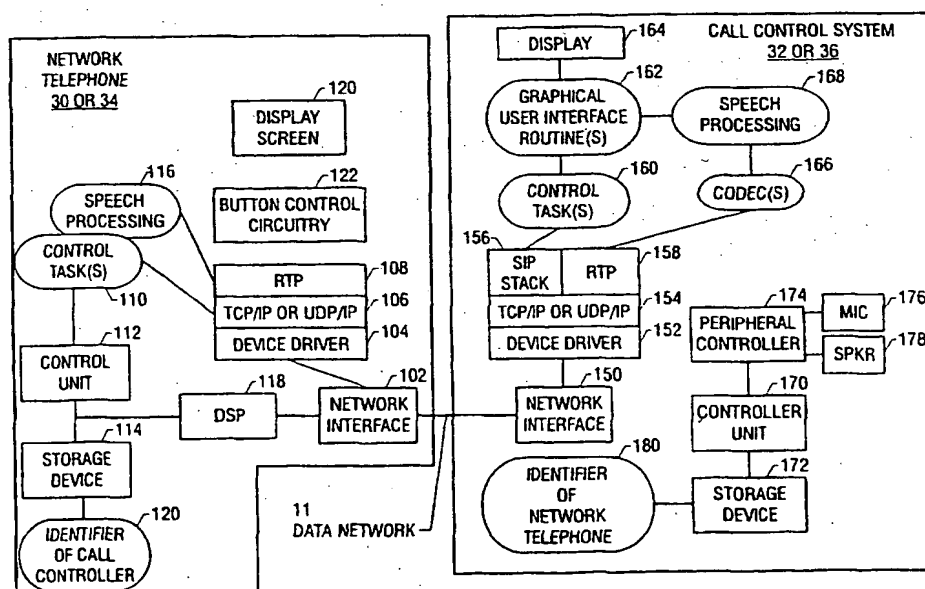 NETWORK
TELEPHONE
30 OR 34
120
DISPLAY
SCREEN
116
SPEECH
PROCESSING
122
BUTTON CONTROL
CIRCUITRY
CONTROL
TASK(S)
110
RTP
108
TCP/IP OR UDP/IP
106
DEVICE DRIVER
104
112
CONTROL
UNIT
118
DSP
102
NETWORK
INTERFACE
114
STORAGE
DEVICE
120
IDENTIFIER
OF CALL
CONTROLLER
11
DATA NETWORK
CALL CONTROL SYSTEM
32 OR 36
DISPLAY
164
162
GRAPHICAL
USER INTERFACE
ROUTINE(S)
168
SPEECH
PROCESSING
160
CONTROL
TASK(S)
166
CODEC(S)
156
SIP
STACK
RTP
158
TCP/IP OR UDP/IP
154
DEVICE DRIVER
152
174
PERIPHERAL
CONTROLLER
MIC
176
SPKR
178
150
NETWORK
INTERFACE
170
CONTROLLER
UNIT
180
IDENTIFIER
OF
NETWORK
TELEPHONE
172
STORAGE
DEVICE